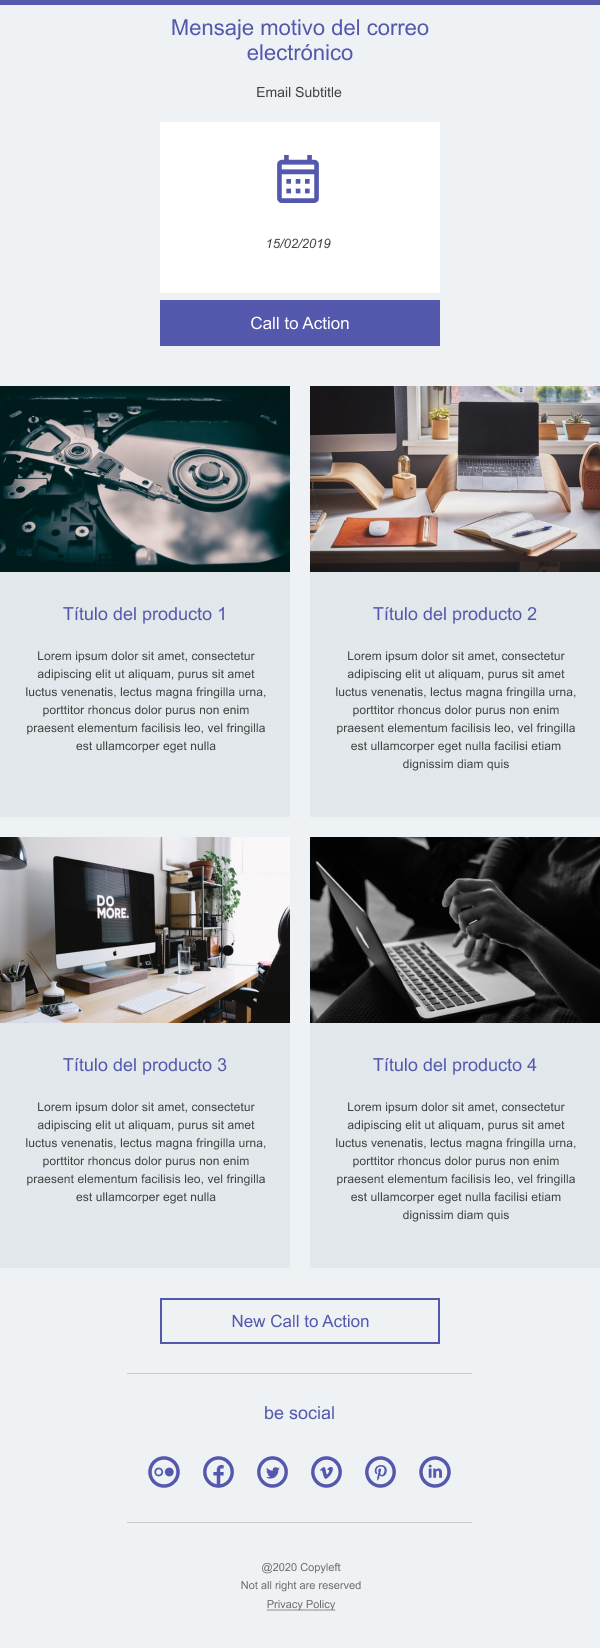 Mensaje motivo del correo
electrónico
Email Subtitle
15/02/2019
Call to Action
Título del producto 1
Lorem ipsum dolor sit amet, consectetur
adipiscing elit ut aliquam, purus sit amet
luctus venenatis, lectus magna fringilla urna,
porttitor rhoncus dolor purus non enim
praesent elementum facilisis leo, vel fringilla
est ullamcorper eget nulla
Título del producto 2
Lorem ipsum dolor sit amet, consectetur
adipiscing elit ut aliquam, purus sit amet
luctus venenatis, lectus magna fringilla urna,
porttitor rhoncus dolor purus non enim
praesent elementum facilisis leo, vel fringilla
est ullamcorper eget nulla facilisi etiam
dignissim diam quis
DO
MORE.
Título del producto 3
Lorem ipsum dolor sit amet, consectetur
adipiscing elit ut aliquam, purus sit amet
luctus venenatis, lectus magna fringilla urna,
porttitor rhoncus dolor purus non enim
praesent elementum facilisis leo, vel fringilla
est ullamcorper eget nulla
Título del producto 4
Lorem ipsum dolor sit amet, consectetur
adipiscing elit ut aliquam, purus sit amet
luctus venenatis, lectus magna fringilla urna,
porttitor rhoncus dolor purus non enim
praesent elementum facilisis leo, vel fringilla
est ullamcorper eget nulla facilisi etiam
dignissim diam quis
New Call to Action
be social
@2020 Copyleft
Not all right are reserved
Privacy Policy